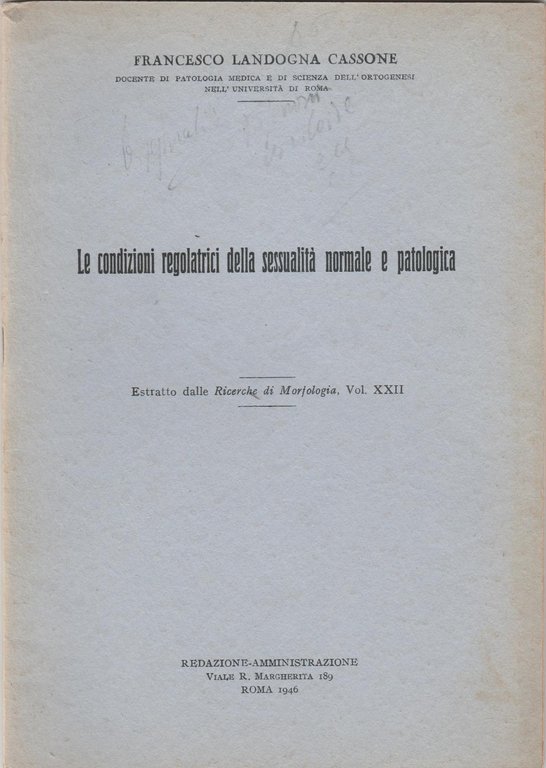 FRANCESCO LANDOGNA CASSONE
DOCENTE DI PATOLOGIA MEDICA E DI SCIENZA DELL'ORTOGENESI
NELL'UNIVERSITÀ DI ROMA
Le condizioni regolatrici della sessualità normale e patologica
Estratto dalle Ricerche di Morfologia, Vol. XXII
REDAZIONE-AMMINISTRAZIONE
VIALE R. MARGHERITA 189
ROMA 1946